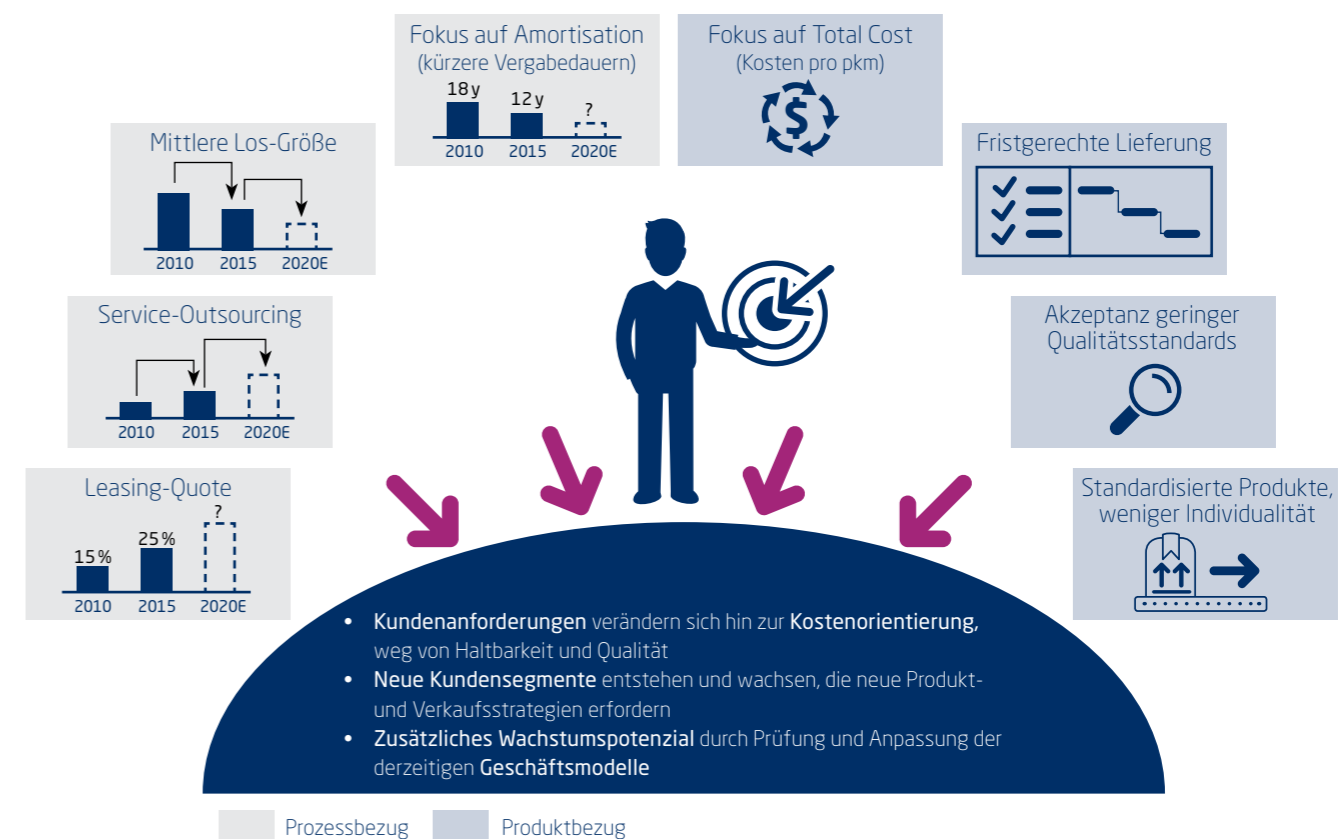 Fokus auf Amortisation
(kürzere Vergabedauern)
18 y
12 y
?
2010 2015 2020E
Fokus auf Total Cost
(Kosten pro pkm)
$
Mittlere Los-Größe
2010 2015 2020E
Fristgerechte Lieferung
Service-Outsourcing
2010 2015 2020E
Akzeptanz geringer
Qualitätsstandards
Leasing-Quote
15 %
25 %
?
2010 2015 2020E
Standardisierte Produkte,
weniger Individualität
• Kundenanforderungen verändern sich hin zur Kostenorientierung,
weg von Haltbarkeit und Qualität
• Neue Kundensegmente entstehen und wachsen, die neue Produkt-
und Verkaufsstrategien erfordern
• Zusätzliches Wachstumspotenzial durch Prüfung und Anpassung der
derzeitigen Geschäftsmodelle
Prozessbezug Produktbezug